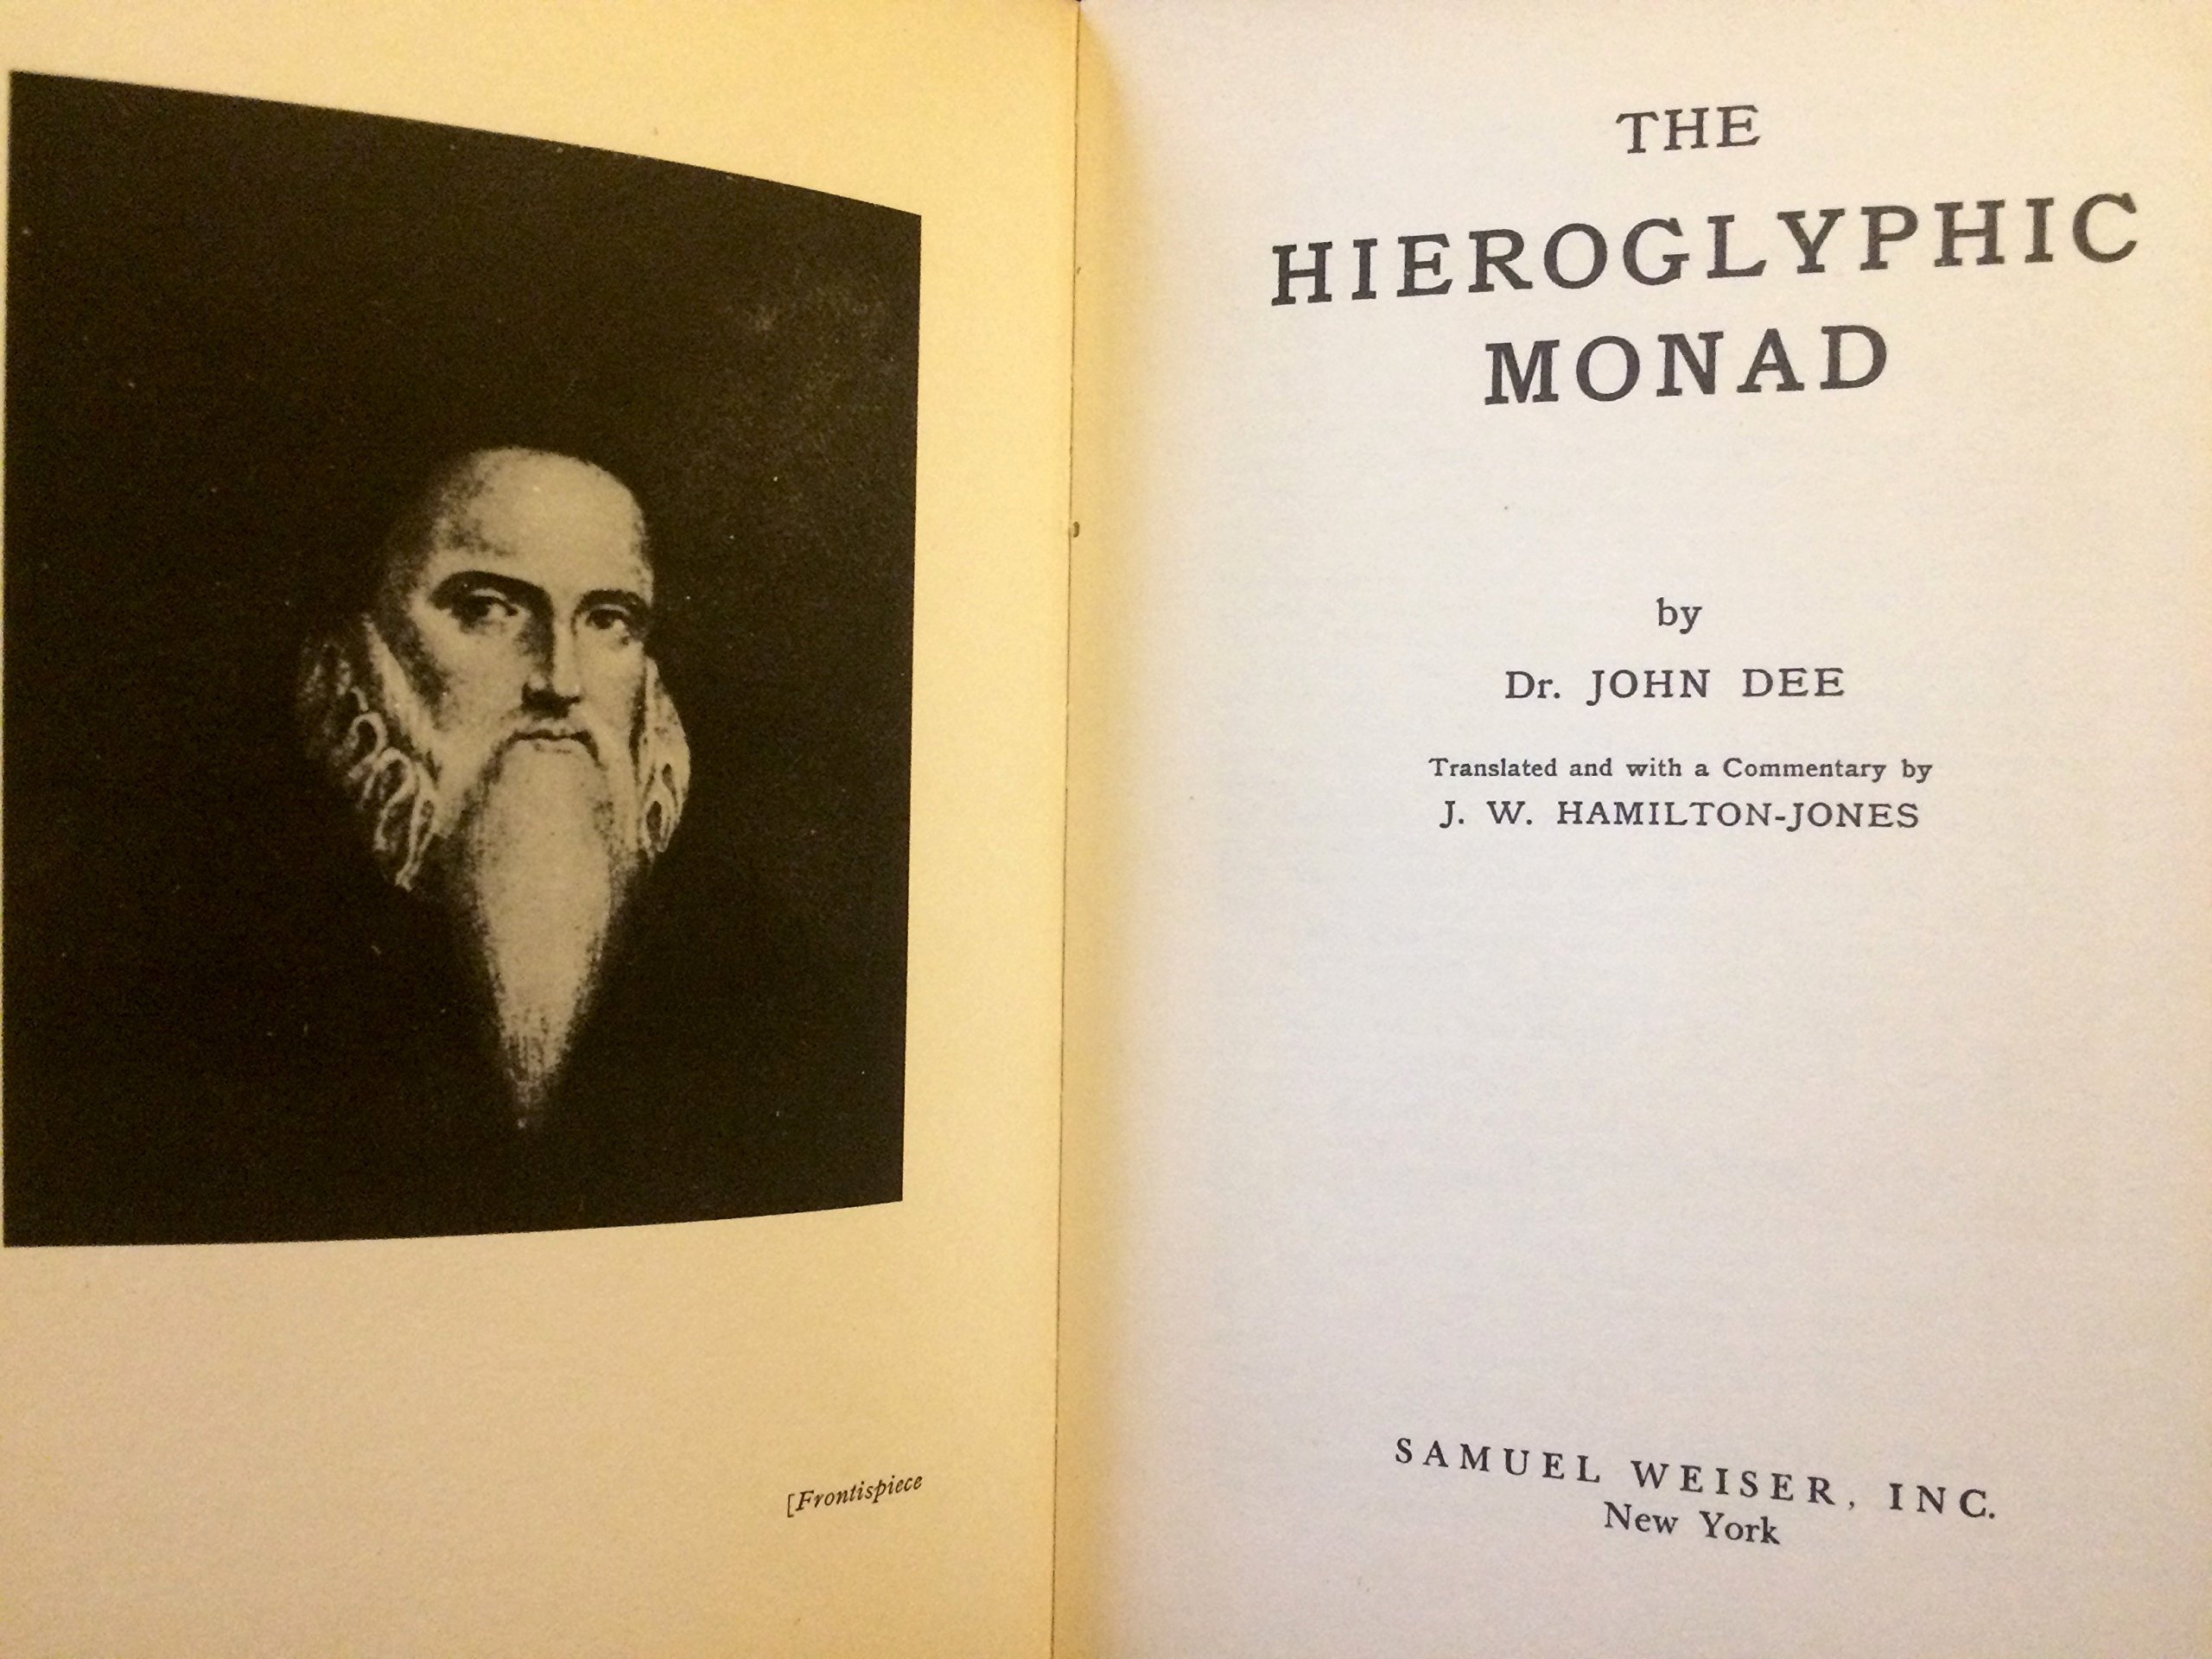 [Frontispiece
THE
HIEROGLYPHIC
MONAD
by
Dr. JOHN DEE
Translated and with a Commentary by
J. W. HAMILTON-JONES
SAMUEL WEISER, INC.
New York